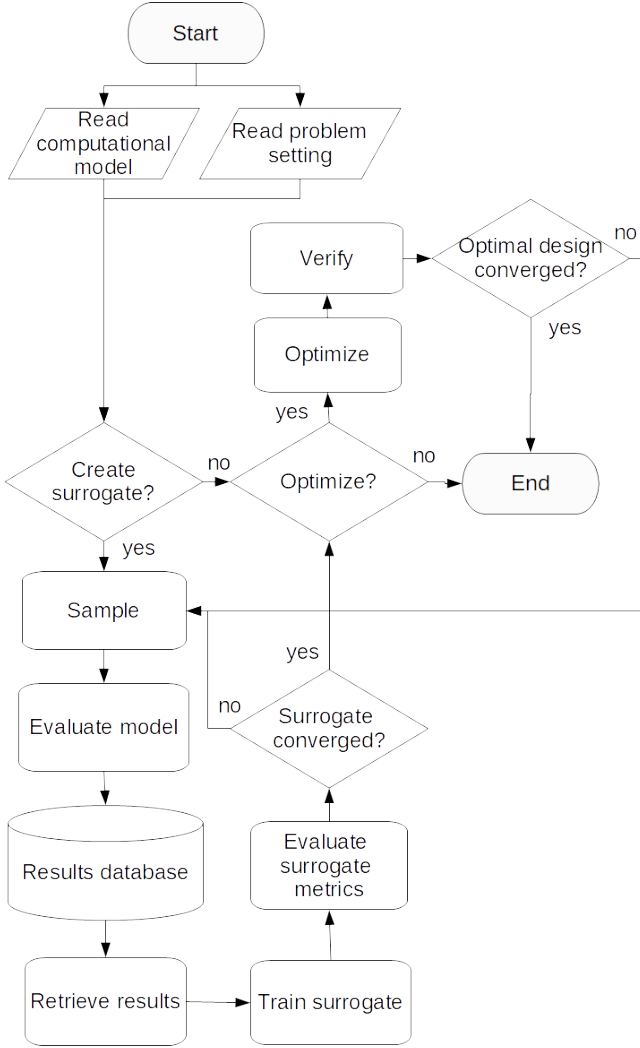 Start
Read
computational
model
Read problem
setting
Verify
Optimal design
converged?
no
yes
Optimize
yes
Create
surrogate?
no
Optimize?
no
End
yes
Sample
yes
no
Surrogate
converged?
Evaluate model
Evaluate
surrogate
metrics
Results database
Retrieve results
Train surrogate